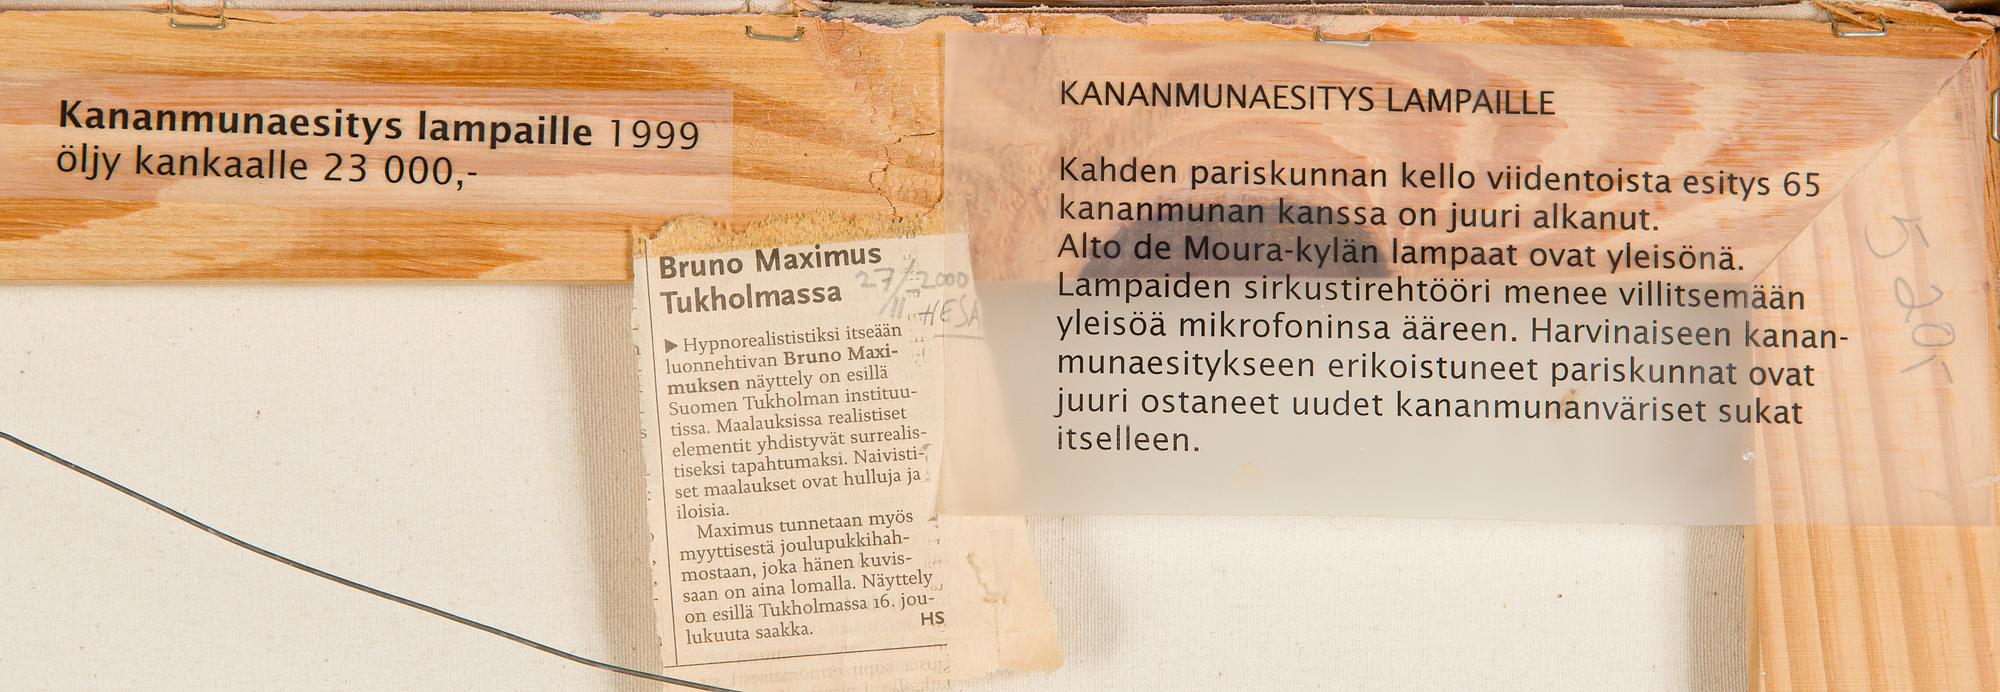 Kananmunaesitys lampaille 1999
öljy kankaalle 23 000,-
Bruno Maximus
Tukholmassa
27/11 2000
HESA
▶ Hypnorealististiksi itseään
luonnehtivan Bruno Maxi-
muksen näyttely on esillä
Suomen Tukholman instituu-
tissa. Maalauksissa realistiset
elementit yhdistyvät surrealis-
tiseksi tapahtumaksi. Naivisti-
set maalaukset ovat hulluja ja
iloisia.
Maximus tunnetaan myös
myyttisestä joulupukkihah-
mostaan, joka hänen kuvis-
saan on aina lomalla. Näyttely
on esillä Tukholmassa 16. jou-
lukuuta saakka.
HS
KANANMUNAESITYS LAMPAILLE
Kahden pariskunnan kello viidentoista esitys 65
kananmunan kanssa on juuri alkanut.
Alto de Moura-kylän lampaat ovat yleisönä.
Lampaiden sirkustirehtööri menee villitsemään
yleisöä mikrofoninsa ääreen. Harvinaiseen kanan-
munaesitykseen erikoistuneet pariskunnat ovat
juuri ostaneet uudet kananmunanväriset sukat
itselleen.